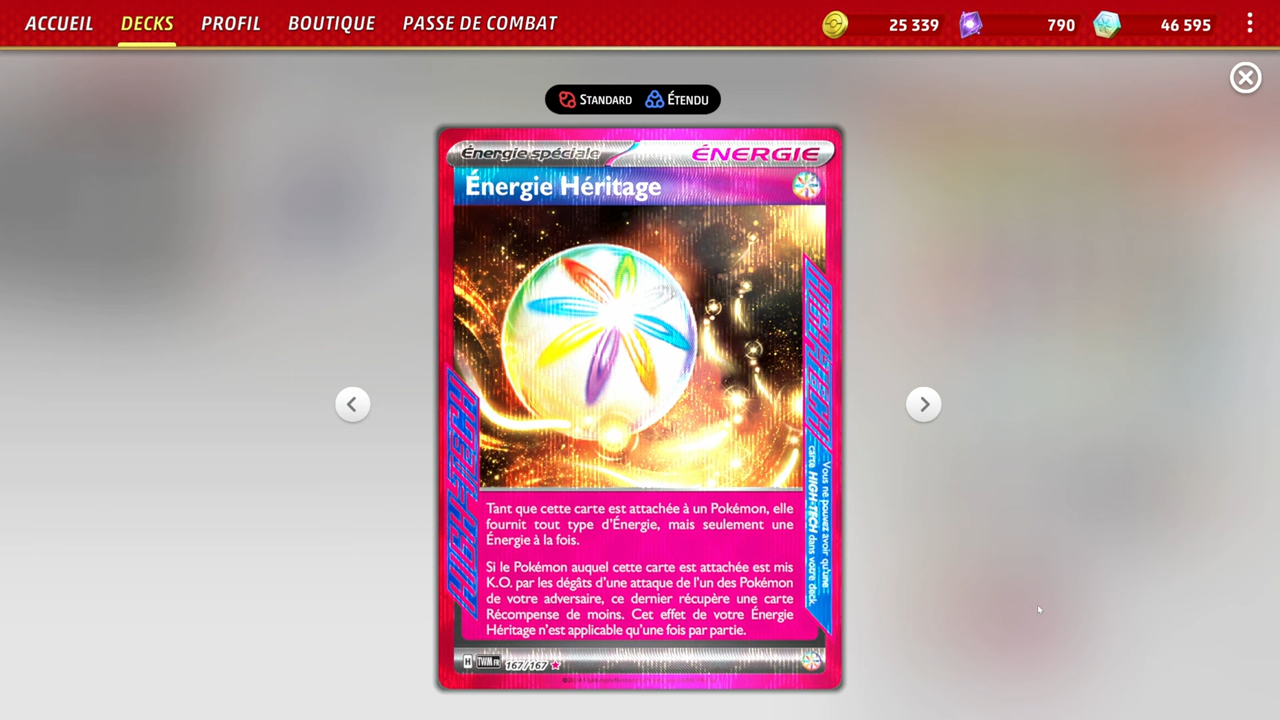 ACCUEIL DECKS PROFIL BOUTIQUE PASSE DE COMBAT 25 339 790 46 595
STANDARD ÉTENDU
Énergie spéciale ÉNERGIE
Énergie Héritage
HIGH-TECH
HIGH-TECH
Vous ne pouvez avoir qu'une
carte HIGH-TECH dans votre deck.
Tant que cette carte est attachée à un Pokémon, elle
fournit tout type d'Énergie, mais seulement une
Énergie à la fois.
Si le Pokémon auquel cette carte est attachée est mis
K.O. par les dégâts d'une attaque de l'un des Pokémon
de votre adversaire, ce dernier récupère une carte
Récompense de moins. Cet effet de votre Énergie
Héritage n'est applicable qu'une fois par partie.
H TWM FR 167/167